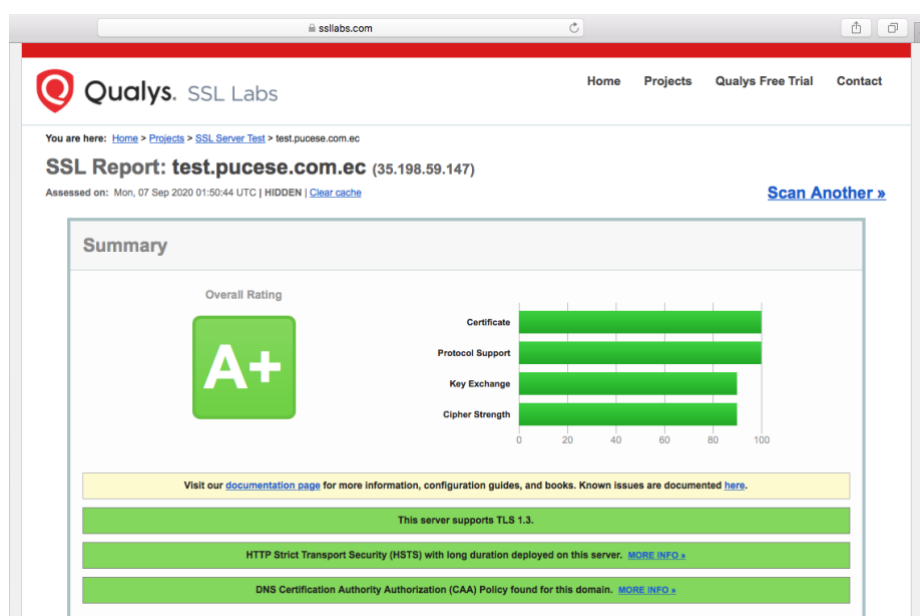 ssllabs.com
Qualys. SSL Labs
Home Projects Qualys Free Trial Contact
You are here: Home > Projects > SSL Server Test > test.pucese.com.ec
SSL Report: test.pucese.com.ec (35.198.59.147)
Assessed on: Mon, 07 Sep 2020 01:50:44 UTC | HIDDEN | Clear cache
Scan Another »
Summary
Overall Rating
A+
Certificate
Protocol Support
Key Exchange
Cipher Strength
0 20 40 60 80 100
Visit our documentation page for more information, configuration guides, and books. Known issues are documented here.
This server supports TLS 1.3.
HTTP Strict Transport Security (HSTS) with long duration deployed on this server. MORE INFO »
DNS Certification Authority Authorization (CAA) Policy found for this domain. MORE INFO »